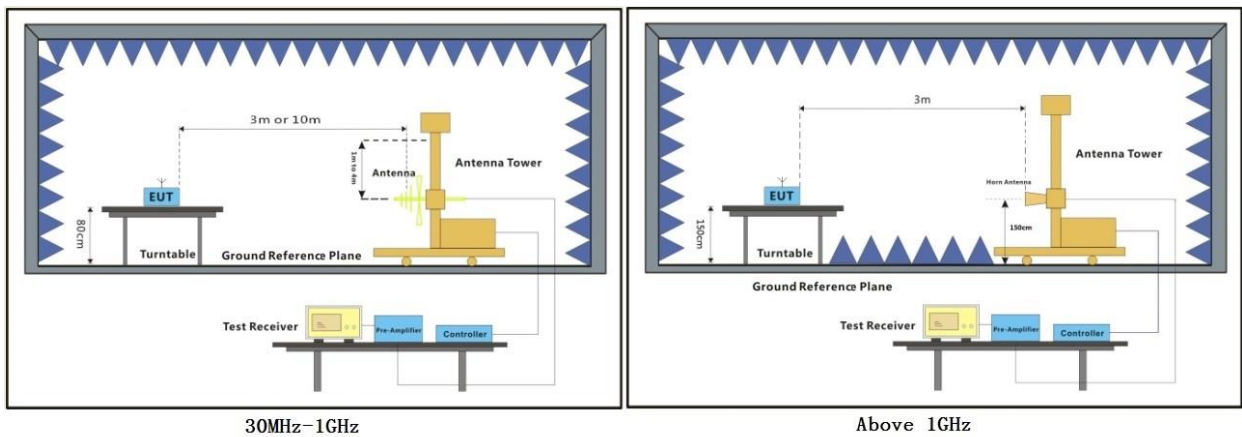 3m or 10m
1m to 4m
Antenna
Antenna Tower
EUT
80cm
Turntable
Ground Reference Plane
Test Receiver
Pre-Amplifier
Controller
30MHz-1GHz
3m
Antenna Tower
Horn Antenna
EUT
150cm
150cm
Turntable
Ground Reference Plane
Test Receiver
Pre-Amplifier
Controller
Above 1GHz